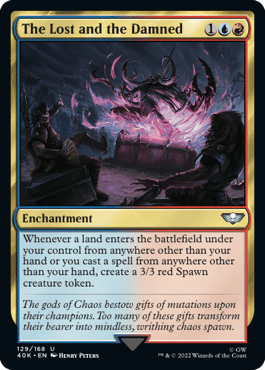 The Lost and the Damned 1
Enchantment
Whenever a land enters the battlefield under
your control from anywhere other than your
hand or you cast a spell from anywhere other
than your hand, create a 3/3 red Spawn
creature token.
The gods of Chaos bestow gifts of mutations upon
their champions. Too many of these gifts transform
their bearer into mindless, writhing chaos spawn.
129/168 U
© GW
40K • EN HENRY PETERS
™ & © 2022 Wizards of the Coast